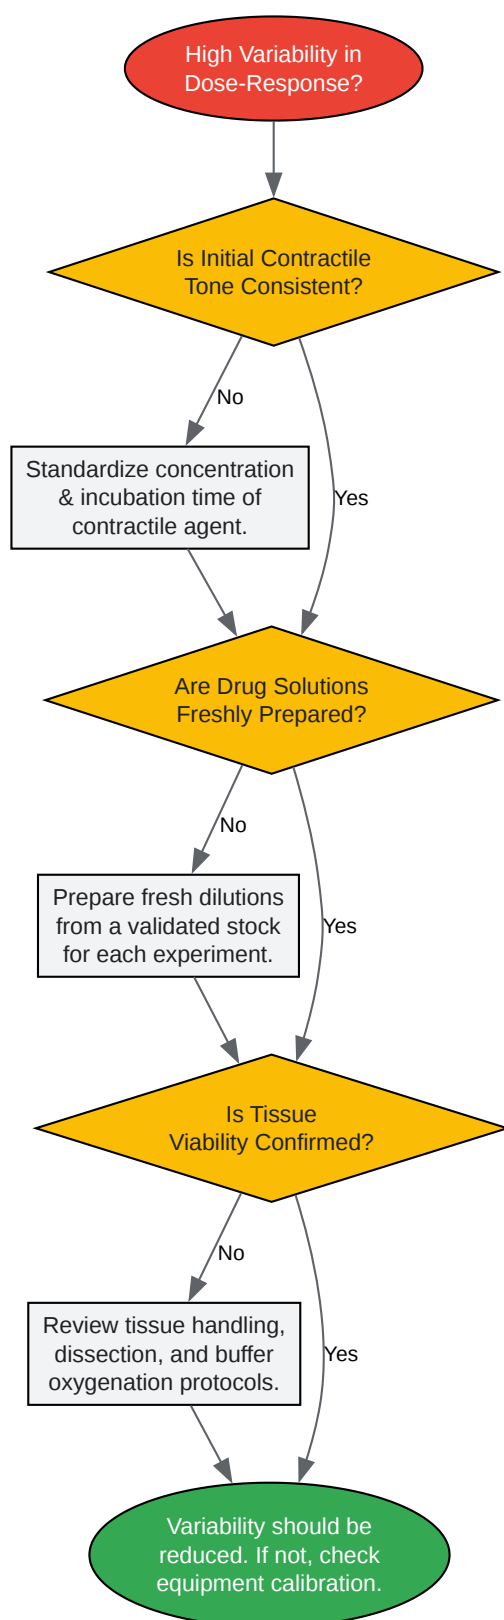 High Variability in
Dose-Response?
Is Initial Contractile
Tone Consistent?
No
Standardize concentration
& incubation time of
contractile agent.
Yes
Are Drug Solutions
Freshly Prepared?
No
Prepare fresh dilutions
from a validated stock
for each experiment.
Yes
Is Tissue
Viability Confirmed?
No
Review tissue handling,
dissection, and buffer
oxygenation protocols.
Yes
Variability should be
reduced. If not, check
equipment calibration.